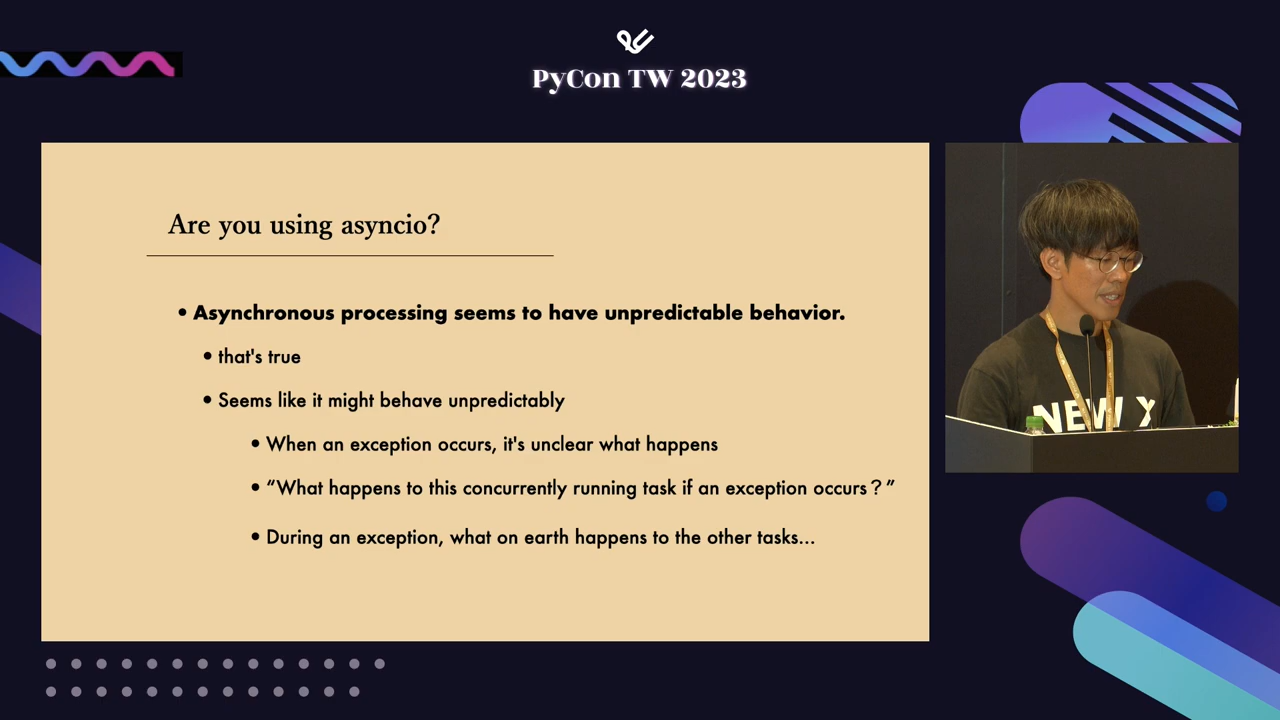 PyCon TW 2023
Are you using asyncio?
• Asynchronous processing seems to have unpredictable behavior.
• that's true
• Seems like it might behave unpredictably
• When an exception occurs, it's unclear what happens
• “What happens to this concurrently running task if an exception occurs？”
• During an exception, what on earth happens to the other tasks...
NEW X